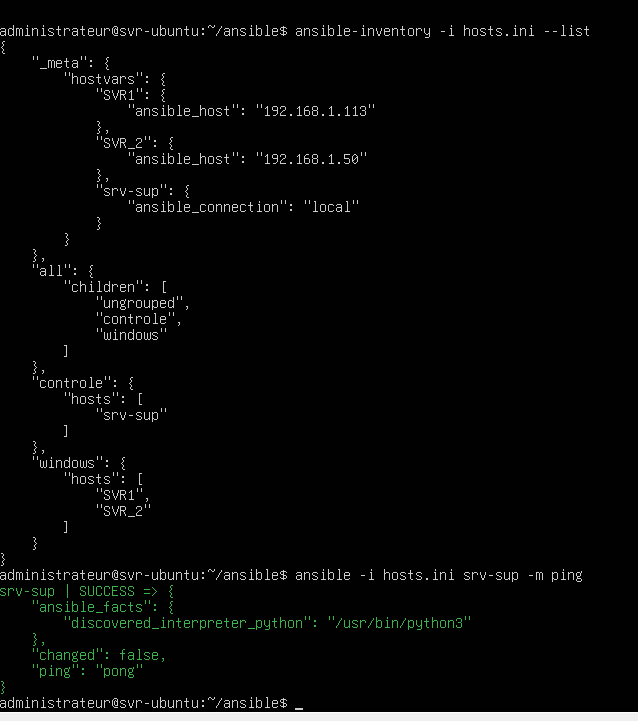 administrateur@svr-ubuntu:~/ansible$ ansible-inventory -i hosts.ini --list
{
    "_meta": {
        "hostvars": {
            "SVR1": {
                "ansible_host": "192.168.1.113"
            },
            "SVR_2": {
                "ansible_host": "192.168.1.50"
            },
            "srv-sup": {
                "ansible_connection": "local"
            }
        }
    },
    "all": {
        "children": [
            "ungrouped",
            "controle",
            "windows"
        ]
    },
    "controle": {
        "hosts": [
            "srv-sup"
        ]
    },
    "windows": {
        "hosts": [
            "SVR1",
            "SVR_2"
        ]
    }
}
administrateur@svr-ubuntu:~/ansible$ ansible -i hosts.ini srv-sup -m ping
srv-sup | SUCCESS => {
    "ansible_facts": {
        "discovered_interpreter_python": "/usr/bin/python3"
    },
    "changed": false,
    "ping": "pong"
}
administrateur@svr-ubuntu:~/ansible$ _